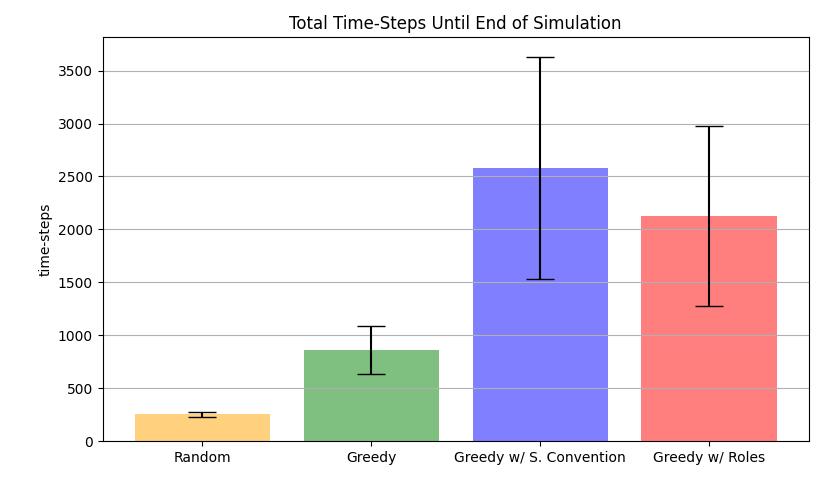 Total Time-Steps Until End of Simulation
time-steps
3500
3000
2500
2000
1500
1000
500
0
Random
Greedy
Greedy w/ S. Convention
Greedy w/ Roles